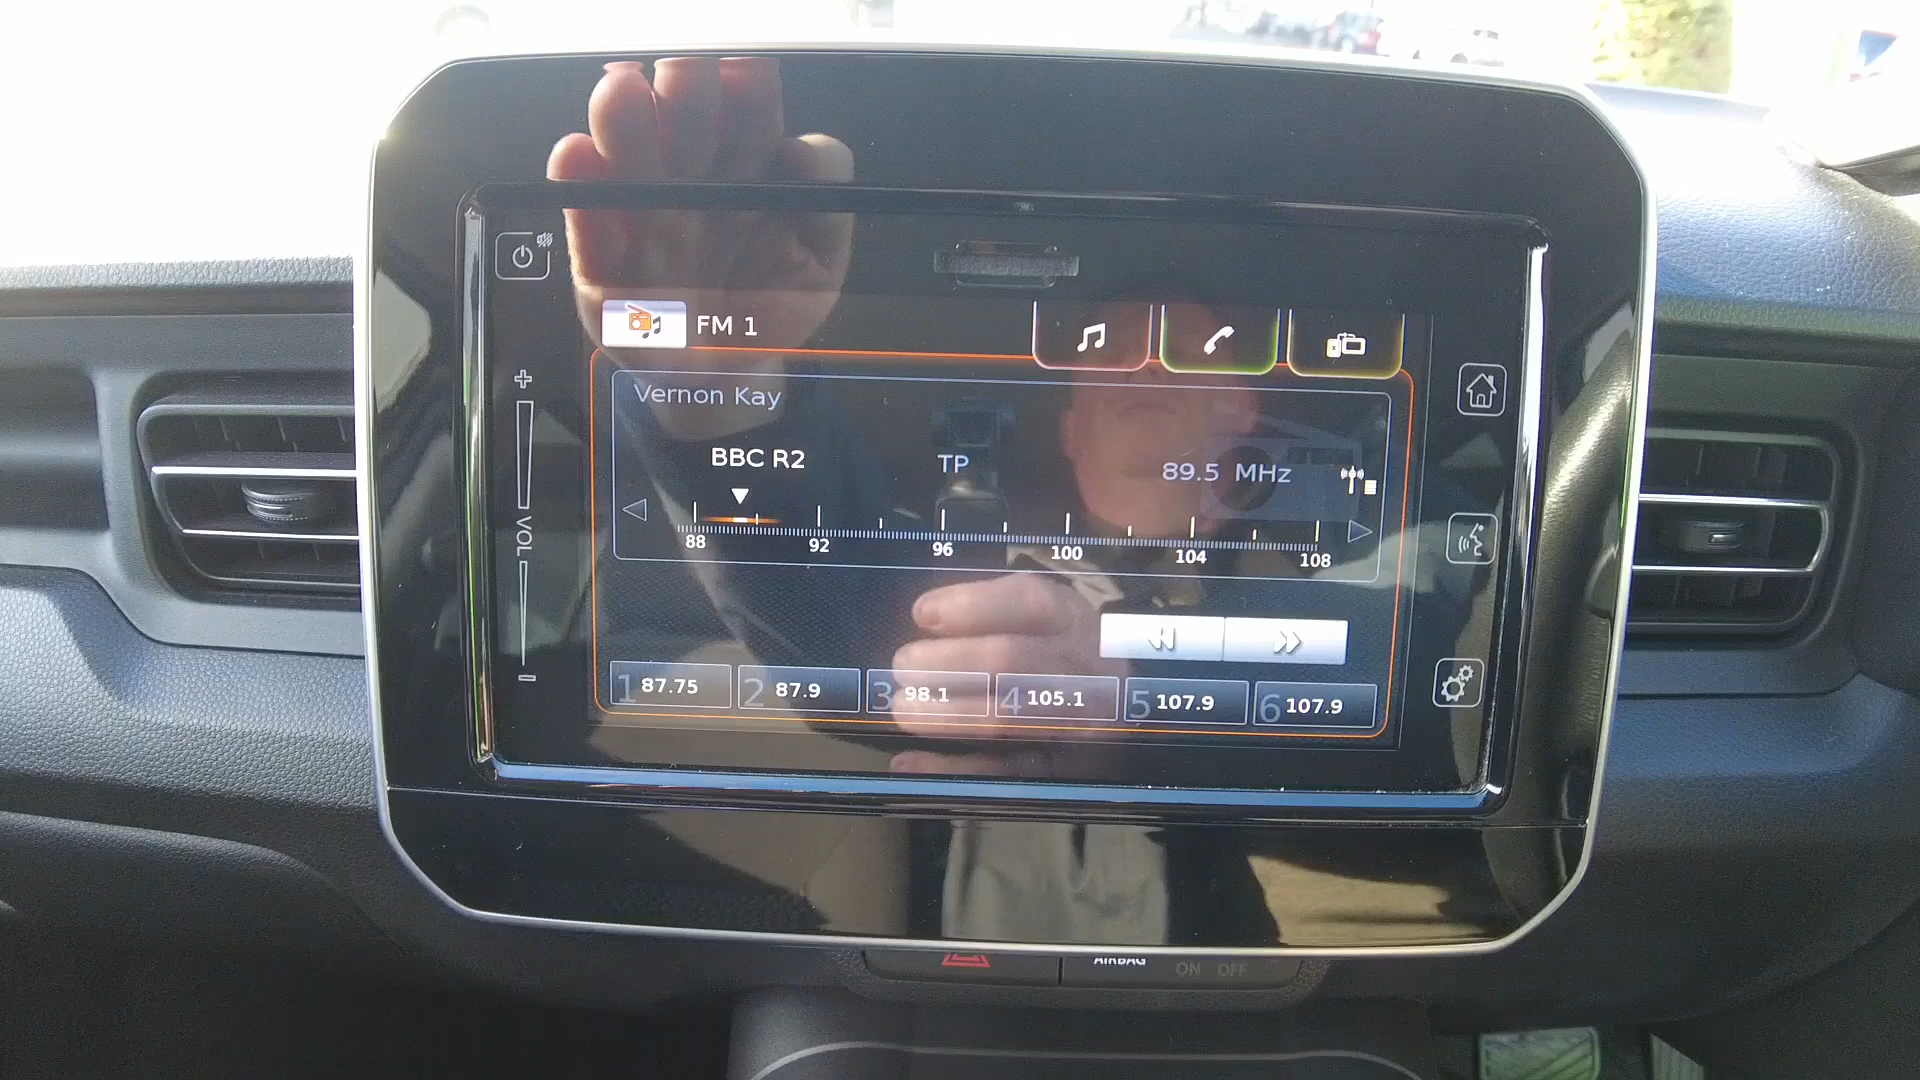 FM 1
Vernon Kay
BBC R2 TP 89.5 MHz
88 92 96 100 104 108
VOL
1 87.75 2 87.9 3 98.1 4 105.1 5 107.9 6 107.9
AIRBAG ON OFF